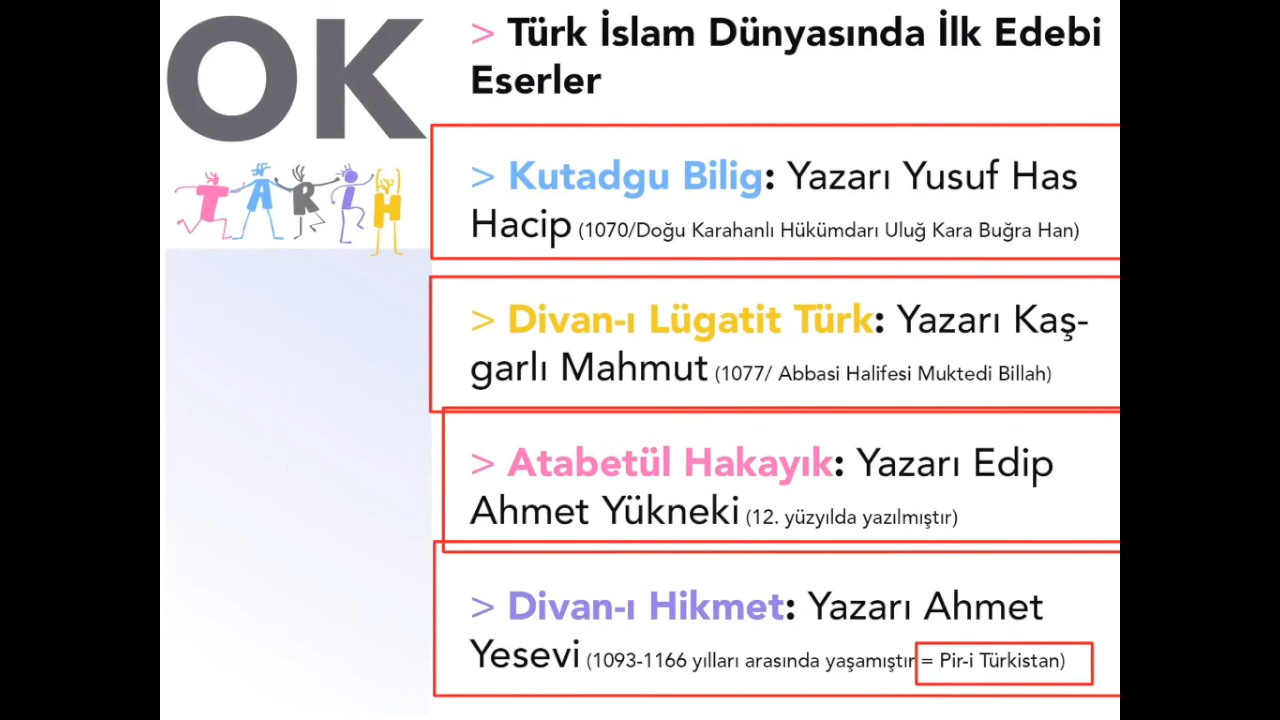 OK
TARİH
> Türk İslam Dünyasında İlk Edebi
Eserler
> Kutadgu Bilig: Yazarı Yusuf Has
Hacip (1070/Doğu Karahanlı Hükümdarı Uluğ Kara Buğra Han)
> Divan-ı Lügatit Türk: Yazarı Kaş-
garlı Mahmut (1077/ Abbasi Halifesi Muktedi Billah)
> Atabetül Hakayık: Yazarı Edip
Ahmet Yükneki (12. yüzyılda yazılmıştır)
> Divan-ı Hikmet: Yazarı Ahmet
Yesevi (1093-1166 yılları arasında yaşamıştır = Pir-i Türkistan)